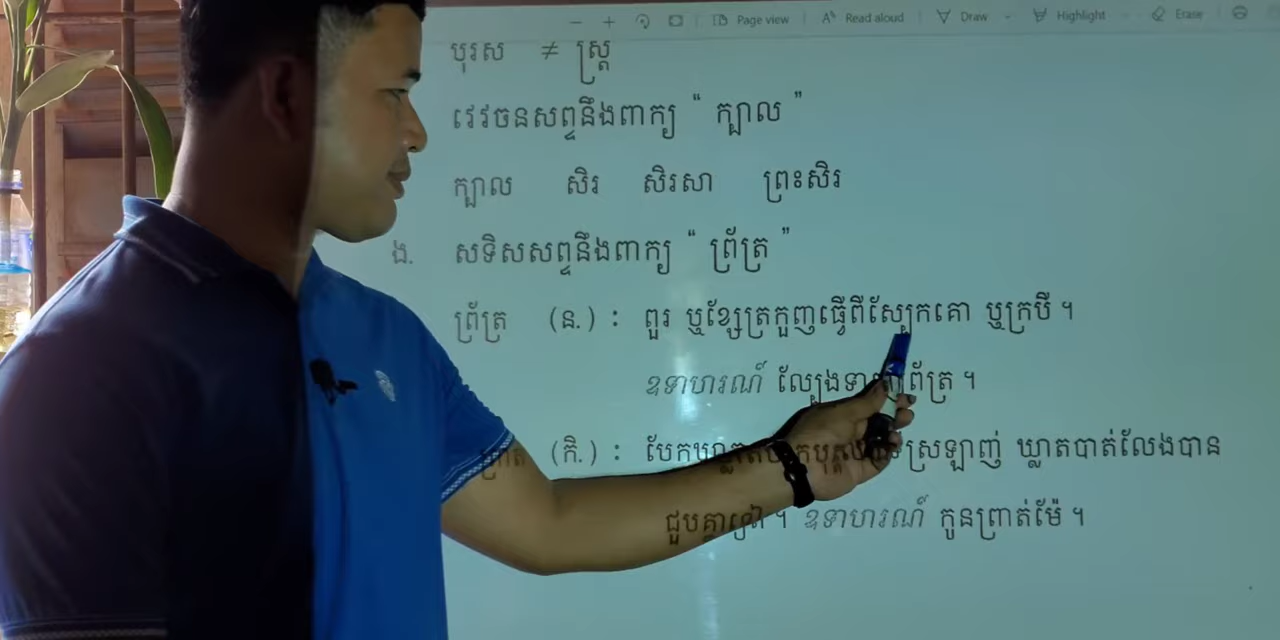 Page view Read aloud Draw Highlight Erase
បុរស ≠ ស្ត្រី
វេវចនសព្ទនឹងពាក្យ “ ក្បាល ”
ក្បាល សិរ សិរសា ព្រះសិរ
ង. សទិសសព្ទនឹងពាក្យ “ ព្រ័ត្រ ”
ព្រ័ត្រ (ន.) : ពួរ ឬខ្សែត្រកួញធ្វើពីស្បែកគោ ឬក្របី ។
ឧទាហរណ៍ ល្បែងទាញព្រ័ត្រ ។
(កិ.) : បែកឃ្លាត ស្រឡាញ់ ឃ្លាតបាត់លែងបាន
ជួបគ្នាទៀត ។ ឧទាហរណ៍ កូនព្រាត់ម៉ែ ។